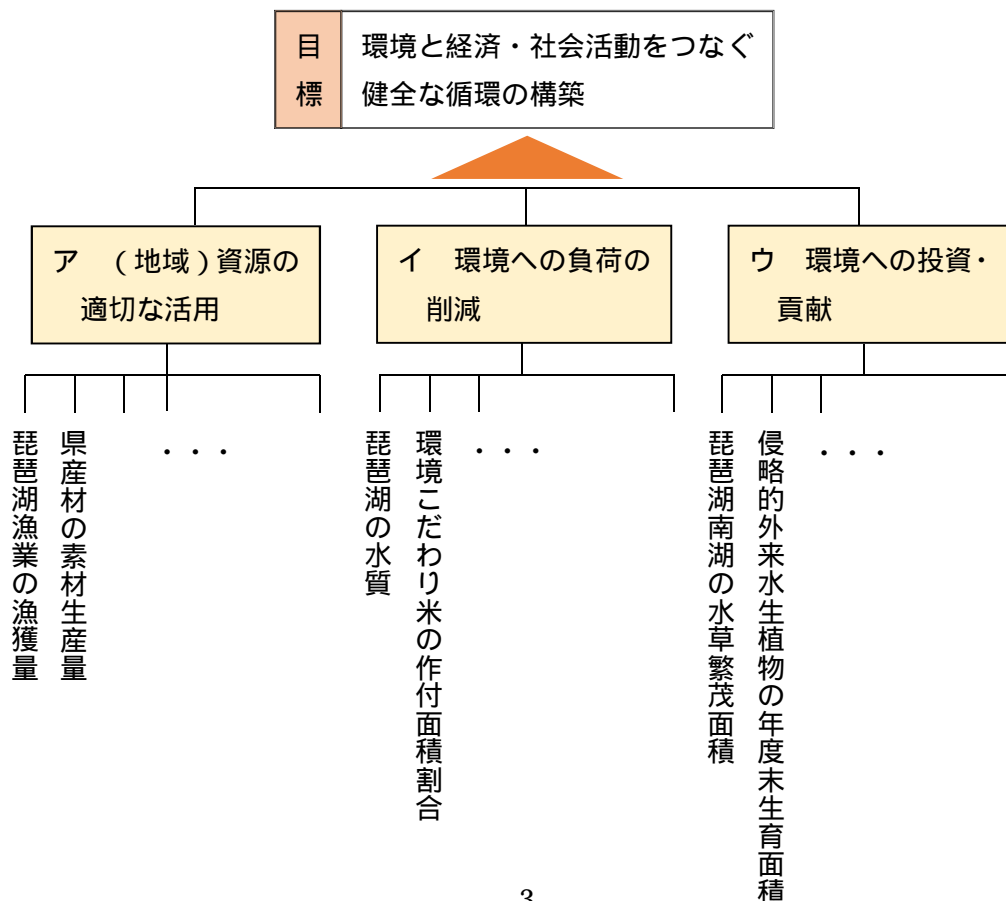 目標
環境と経済・社会活動をつなぐ
健全な循環の構築
ア (地域)資源の
適切な活用
イ 環境への負荷の
削減
ウ 環境への投資・
貢献
琵琶湖漁業の漁獲量
県産材の素材生産量
・・・
琵琶湖の水質
環境こだわり米の作付面積割合
・・・
琵琶湖南湖の水草繁茂面積
侵略的外来水生植物の年度末生育面積
・・・
3